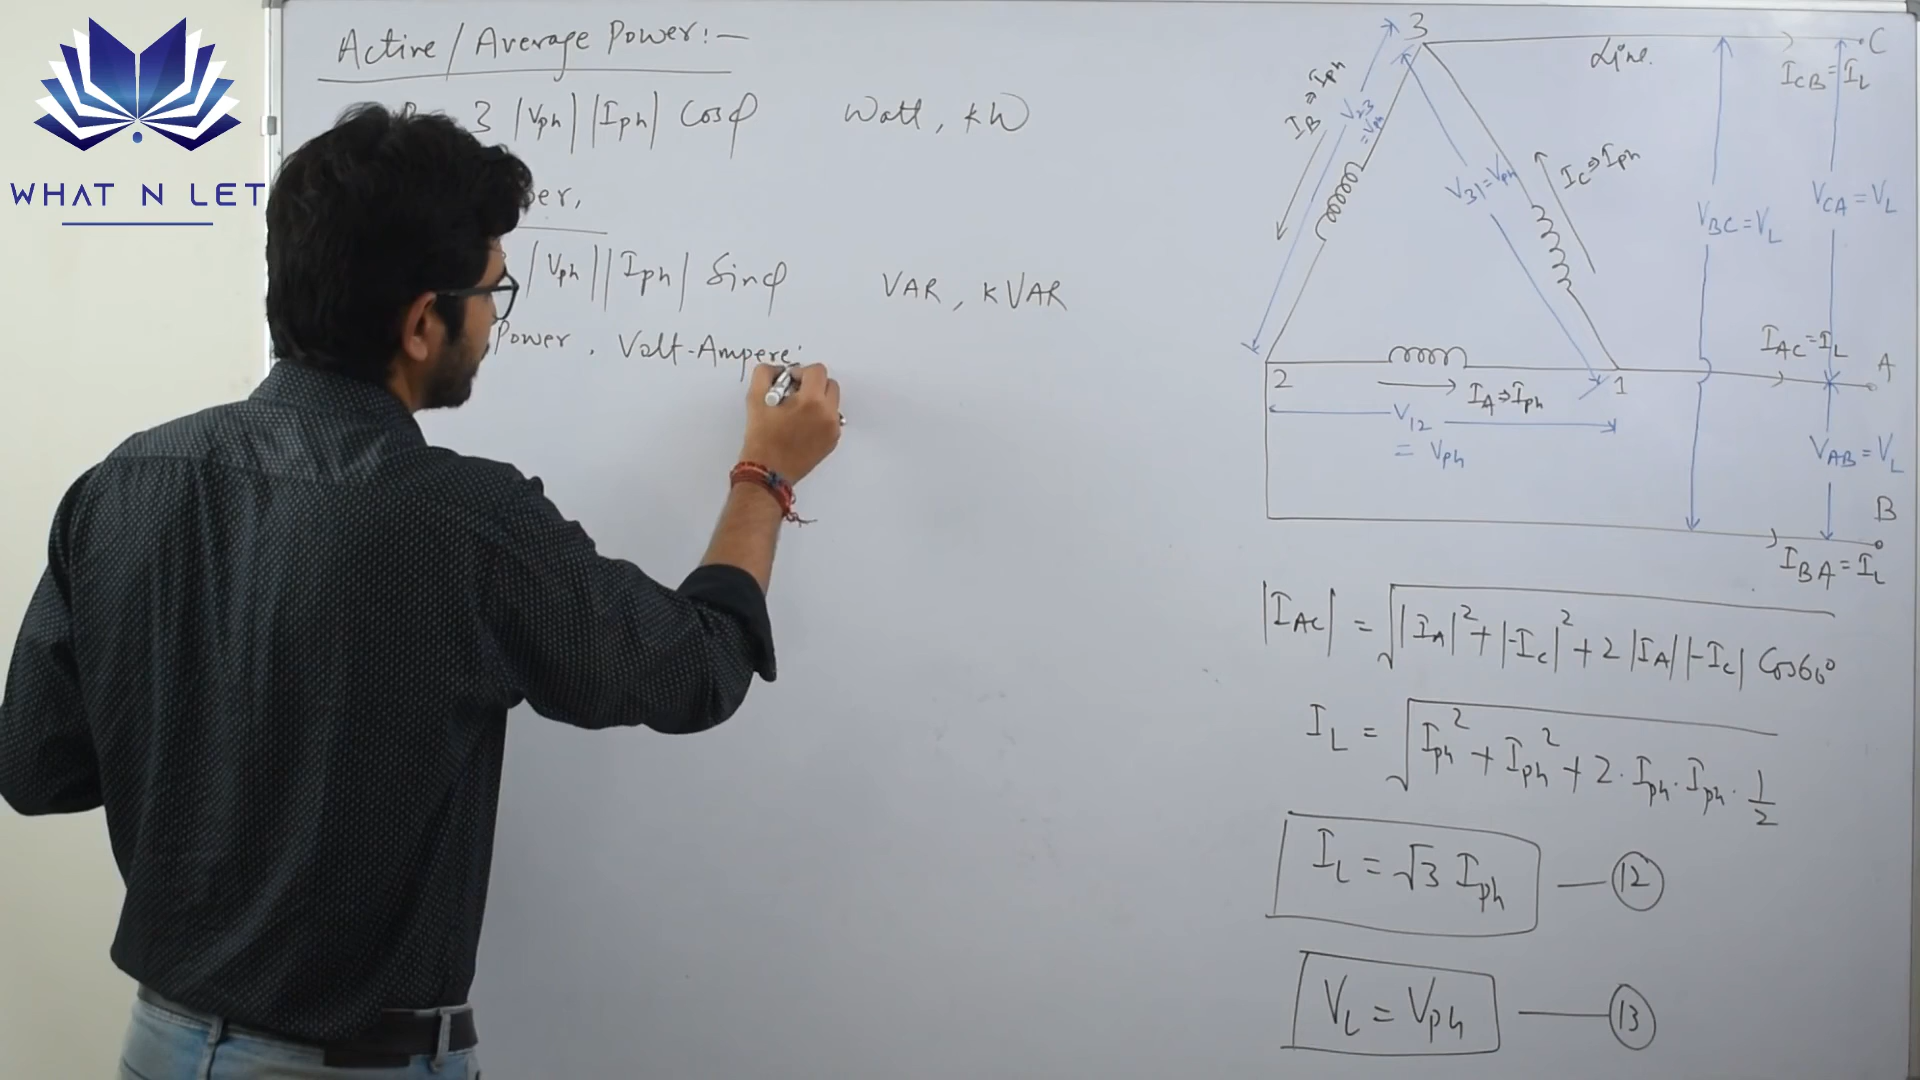 WHAT N LET
Active / Average Power :-
3 |Vph| |Iph| Cosφ Watt, KW
|Vph| |Iph| Sinφ VAR, KVAR
Power, Volt-Ampere:
3
Line.
C
ICB = IL
IB ⇒ Iph
V23 = Vph
V31 = Vph
IC ⇒ Iph
VBC = VL
VCA = VL
IAC = IL
A
2
1
IA ⇒ Iph
V12
= Vph
VAB = VL
B
IBA = IL
|IAC| = √|IA|² + |-Ic|² + 2 |IA| |-Ic| Cos60°
IL = √Iph² + Iph² + 2 · Iph · Iph · 1/2
IL = √3 Iph — 12
VL = Vph — 13